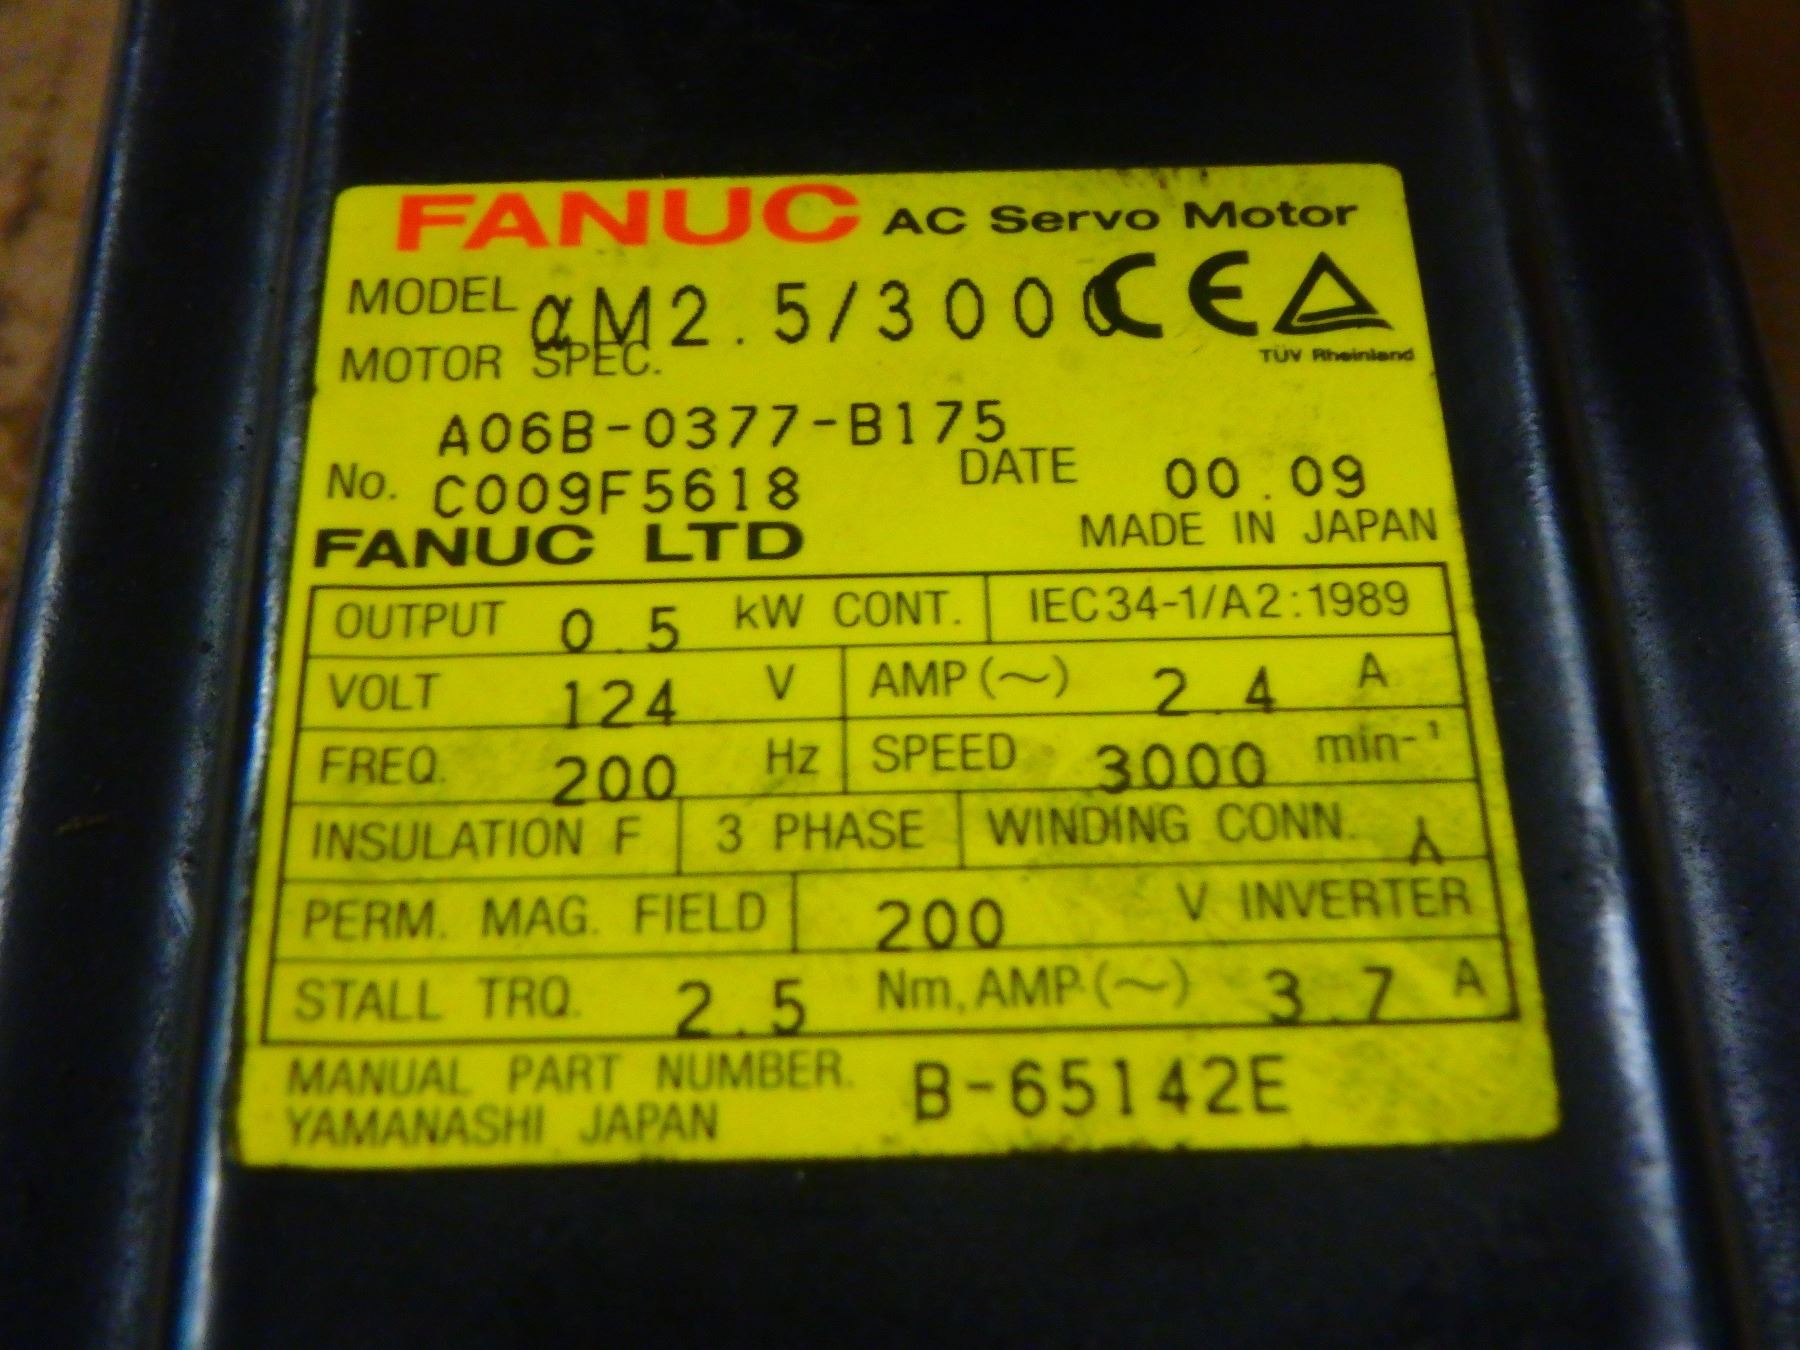 FANUC AC Servo Motor
MODEL αM2.5/3000 CE
TÜV Rheinland
MOTOR SPEC.
A06B-0377-B175
No. C009F5618 DATE 00.09
FANUC LTD MADE IN JAPAN
OUTPUT 0.5 kW CONT. IEC34-1/A2:1989
VOLT 124 V AMP(~) 2.4 A
FREQ. 200 Hz SPEED 3000 min-¹
INSULATION F 3 PHASE WINDING CONN. ⅄
PERM. MAG. FIELD 200 V INVERTER
STALL TRQ. 2.5 Nm, AMP.(~) 3.7 A
MANUAL PART NUMBER. B-65142E
YAMANASHI JAPAN